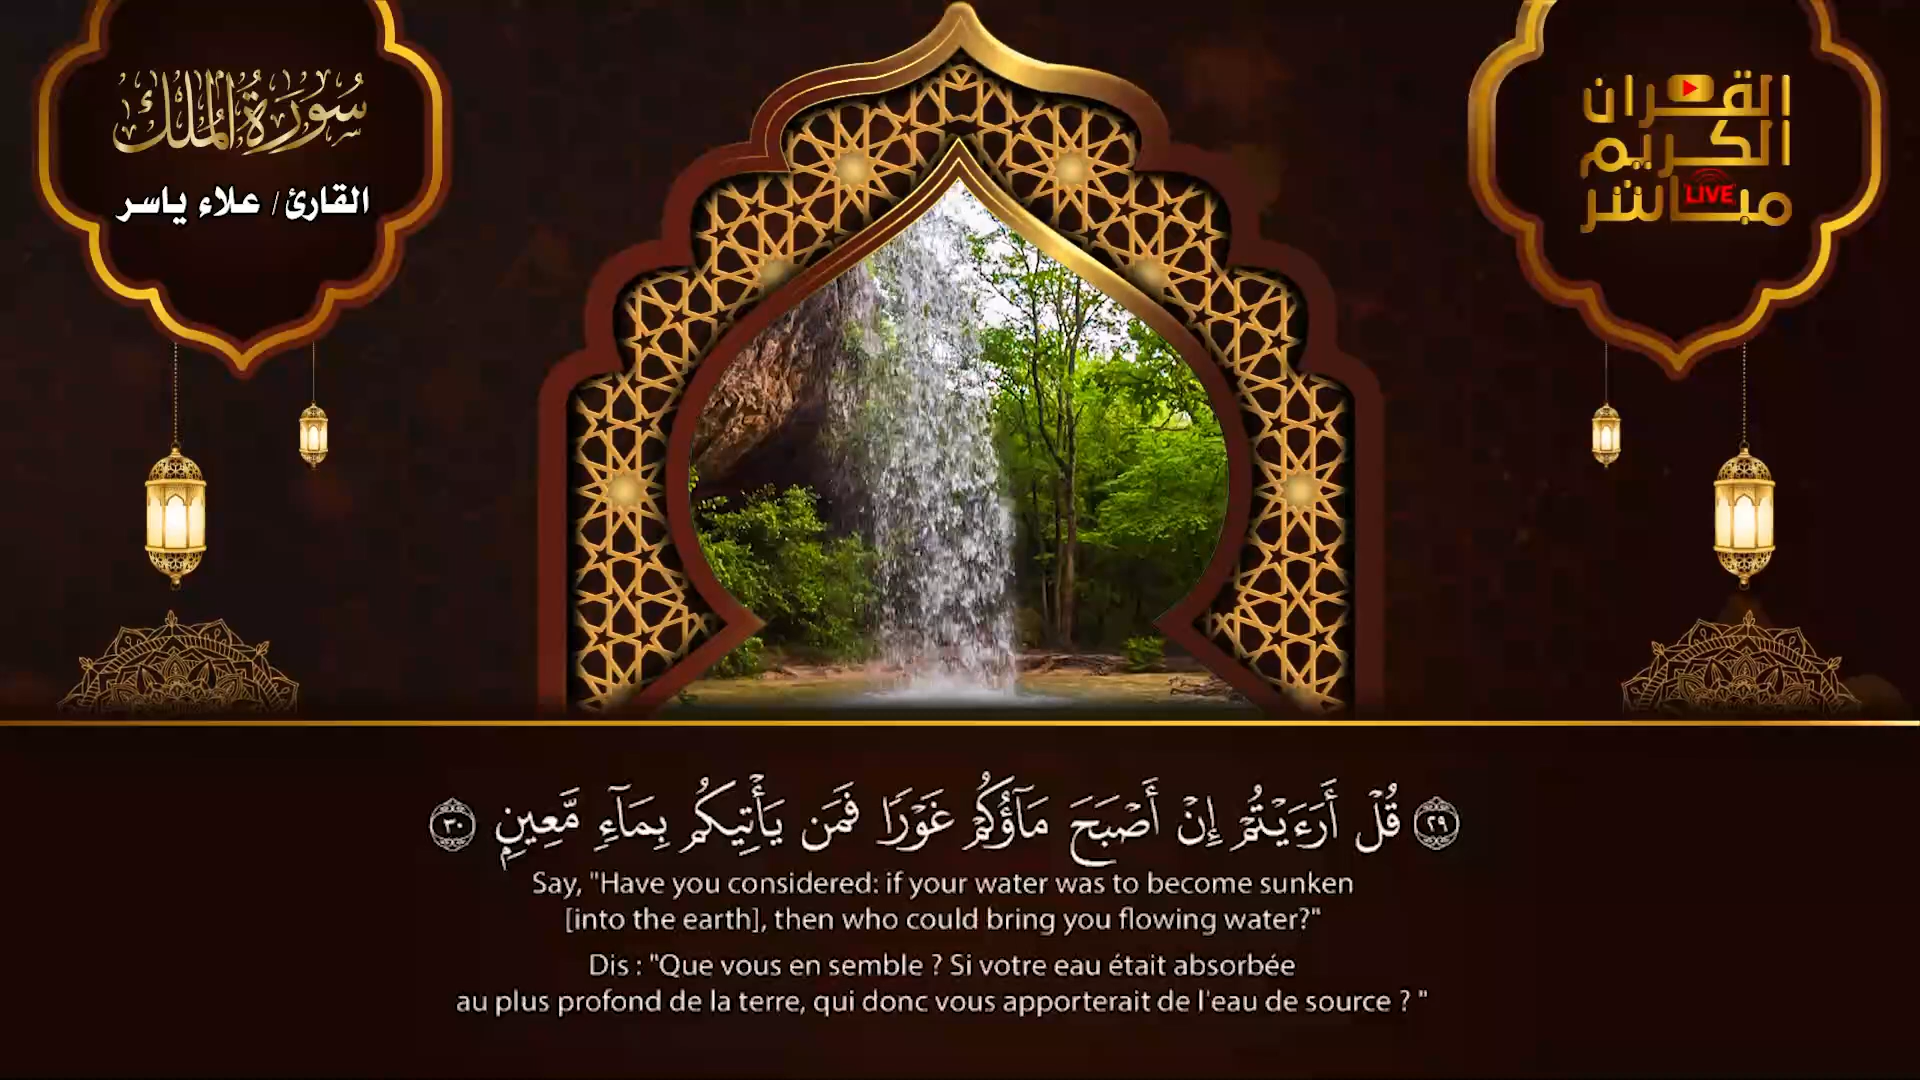 سُورَةُ المُلك
القارئ / علاء ياسر
القرآن
الكريم
مباشر
LIVE
٢٩ قُلْ أَرَءَيْتُمْ إِنْ أَصْبَحَ مَآؤُكُمْ غَوْرًا فَمَن يَأْتِيكُم بِمَآءٍ مَّعِينٍ ٣٠
Say, "Have you considered: if your water was to become sunken
[into the earth], then who could bring you flowing water?"
Dis : "Que vous en semble ? Si votre eau était absorbée
au plus profond de la terre, qui donc vous apporterait de l'eau de source ? "